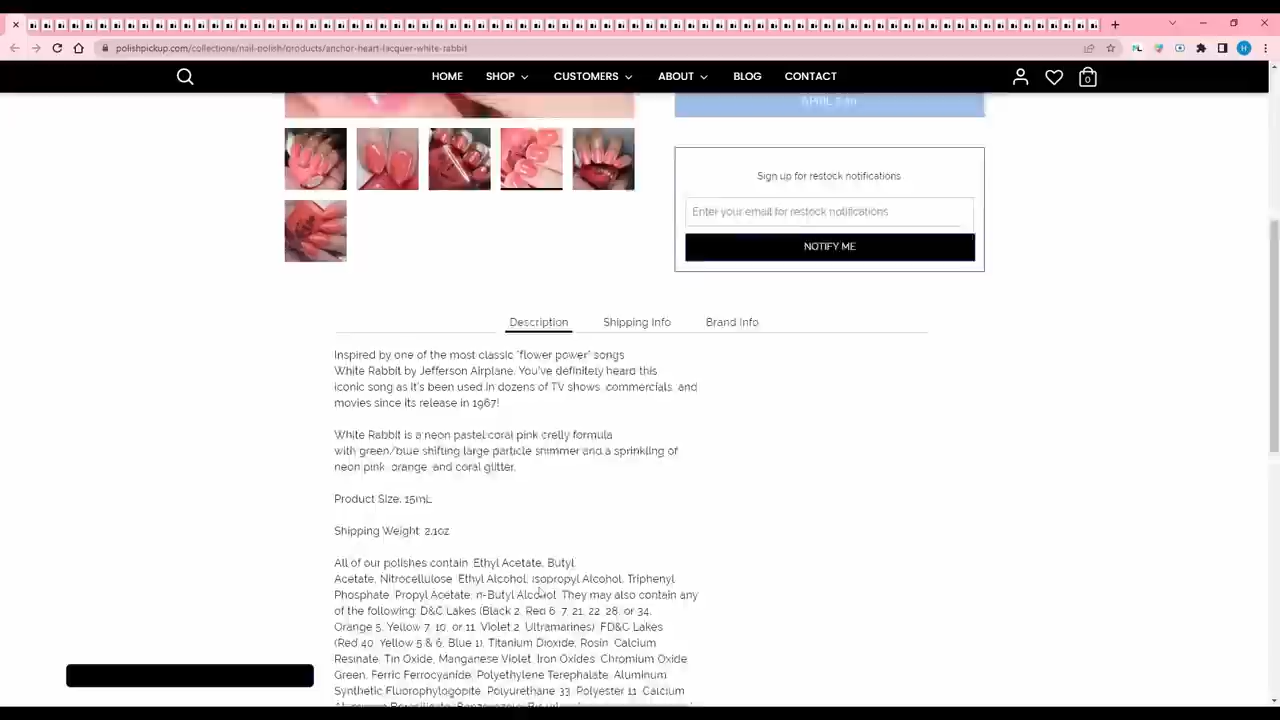 polishpickup.com/collections/nail-polish/products/anchor-heart-lacquer-white-rabbit
HOME SHOP CUSTOMERS ABOUT BLOG CONTACT
0
Sign up for restock notifications
Enter your email for restock notifications
NOTIFY ME
Description Shipping Info Brand Info
Inspired by one of the most classic "flower power" songs
White Rabbit by Jefferson Airplane. You've definitely heard this
iconic song as it's been used in dozens of TV shows, commercials, and
movies since its release in 1967!
White Rabbit is a neon pastel coral pink crelly formula
with green/blue shifting large particle shimmer and a sprinkling of
neon pink, orange, and coral glitter.
Product Size: 15mL
Shipping Weight: 2.1oz
All of our polishes contain: Ethyl Acetate, Butyl
Acetate, Nitrocellulose, Ethyl Alcohol, Isopropyl Alcohol, Triphenyl
Phosphate, Propyl Acetate, n-Butyl Alcohol. They may also contain any
of the following: D&C Lakes (Black 2, Red 6, 7, 21, 22, 28, or 34,
Orange 5, Yellow 7, 10, or 11, Violet 2, Ultramarines), FD&C Lakes
(Red 40, Yellow 5 & 6, Blue 1), Titanium Dioxide, Rosin, Calcium
Resinate, Tin Oxide, Manganese Violet, Iron Oxides, Chromium Oxide
Green, Ferric Ferrocyanide, Polyethylene Terephalate, Aluminum,
Synthetic Fluorophylogopite, Polyurethane 33, Polyester 11, Calcium